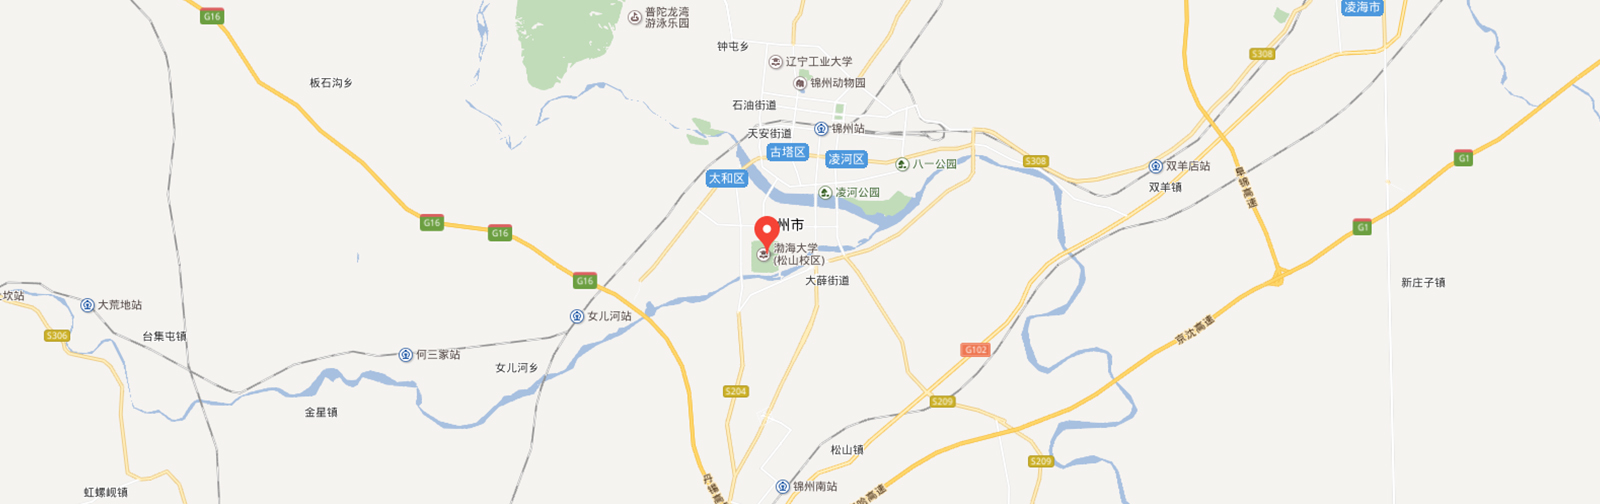 G16
普陀龙湾
游泳乐园
凌海市
钟屯乡
辽宁工业大学
S308
板石沟乡
锦州动物园
石油街道
天安街道
锦州站
古塔区
凌河区
八一公园
S308
双羊店站
G1
太和区
双羊镇
阜锦高速
凌河公园
G16
G16
州市
G1
渤海大学
(松山校区)
G16
大薛街道
新庄子镇
坎站
大荒地站
女儿河站
S306
台集屯镇
京沈高速
何三家站
G102
女儿河乡
S204
S209
金星镇
松山镇
S209
虹螺岘镇
丹锡高
锦州南站
哈高速